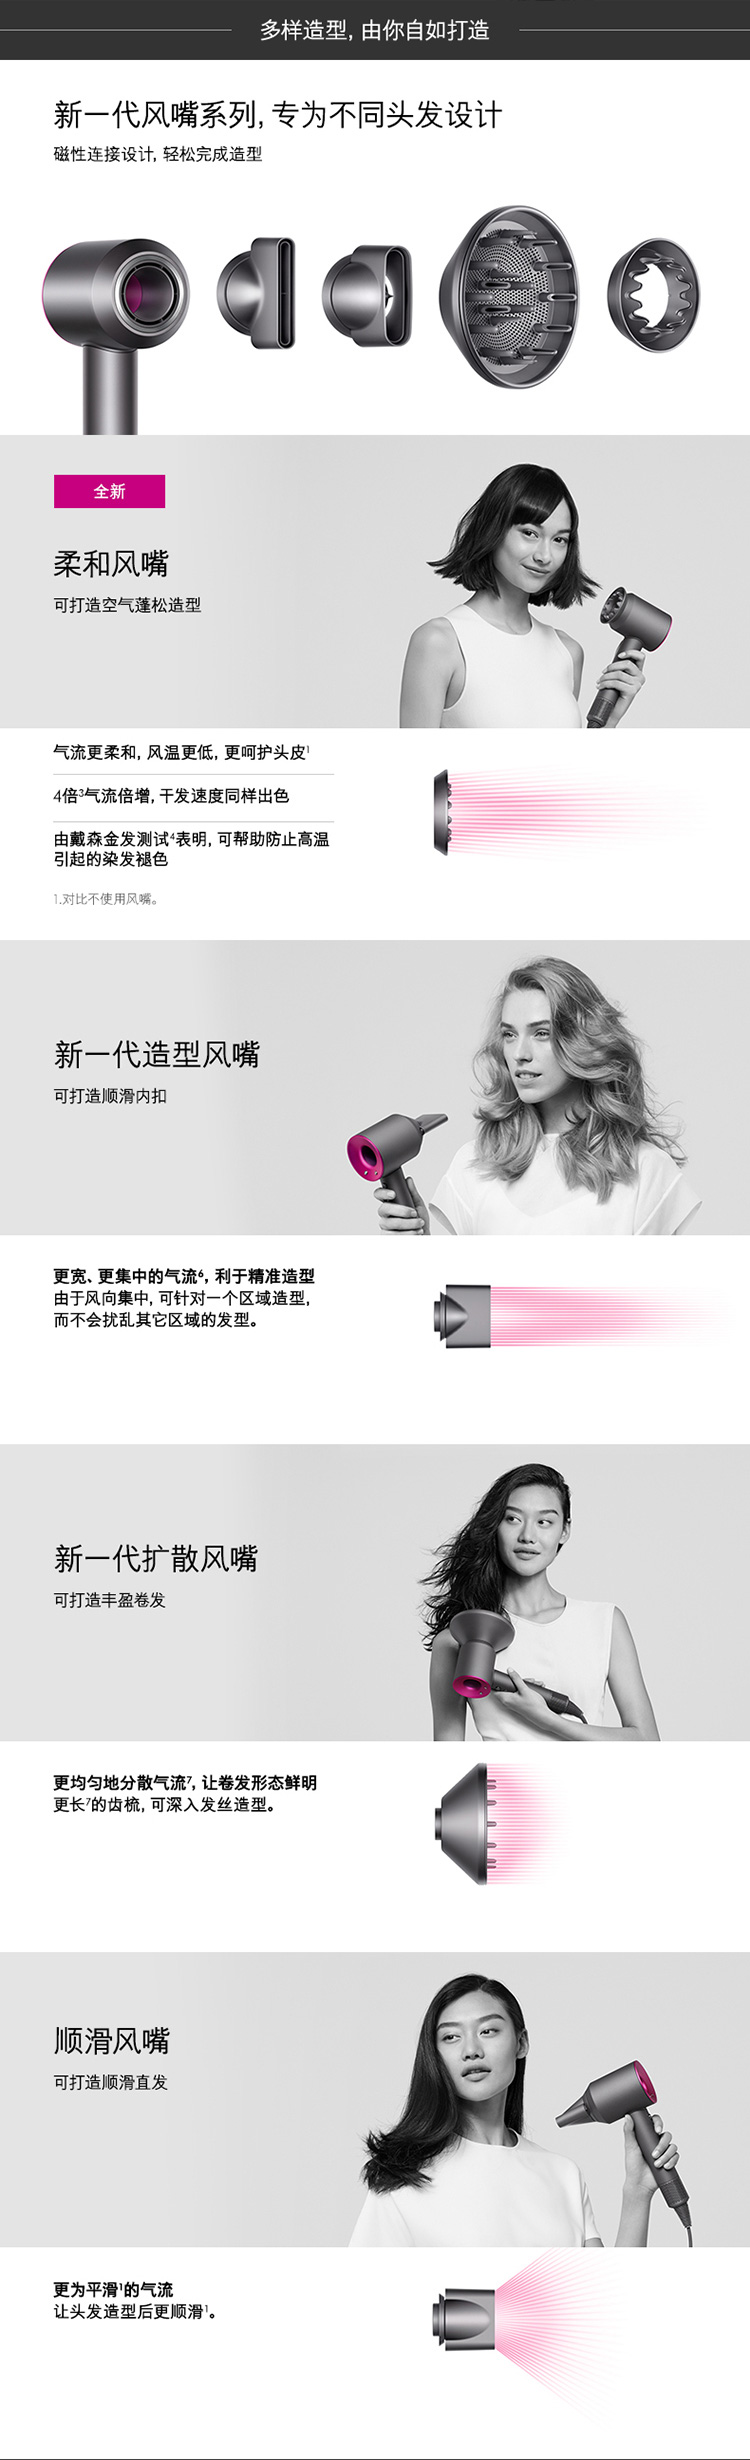 多样造型, 由你自如打造
新一代风嘴系列, 专为不同头发设计
磁性连接设计, 轻松完成造型
全新
柔和风嘴
可打造空气蓬松造型
气流更柔和, 风温更低, 更呵护头皮¹
4倍³气流倍增, 干发速度同样出色
由戴森金发测试⁴表明, 可帮助防止高温
引起的染发褪色
1.对比不使用风嘴。
新一代造型风嘴
可打造顺滑内扣
更宽、更集中的气流⁶, 利于精准造型
由于风向集中, 可针对一个区域造型,
而不会扰乱其它区域的发型。
新一代扩散风嘴
可打造丰盈卷发
更均匀地分散气流⁷, 让卷发形态鲜明
更长⁷的齿梳, 可深入发丝造型。
顺滑风嘴
可打造顺滑直发
更为平滑¹的气流
让头发造型后更顺滑¹。